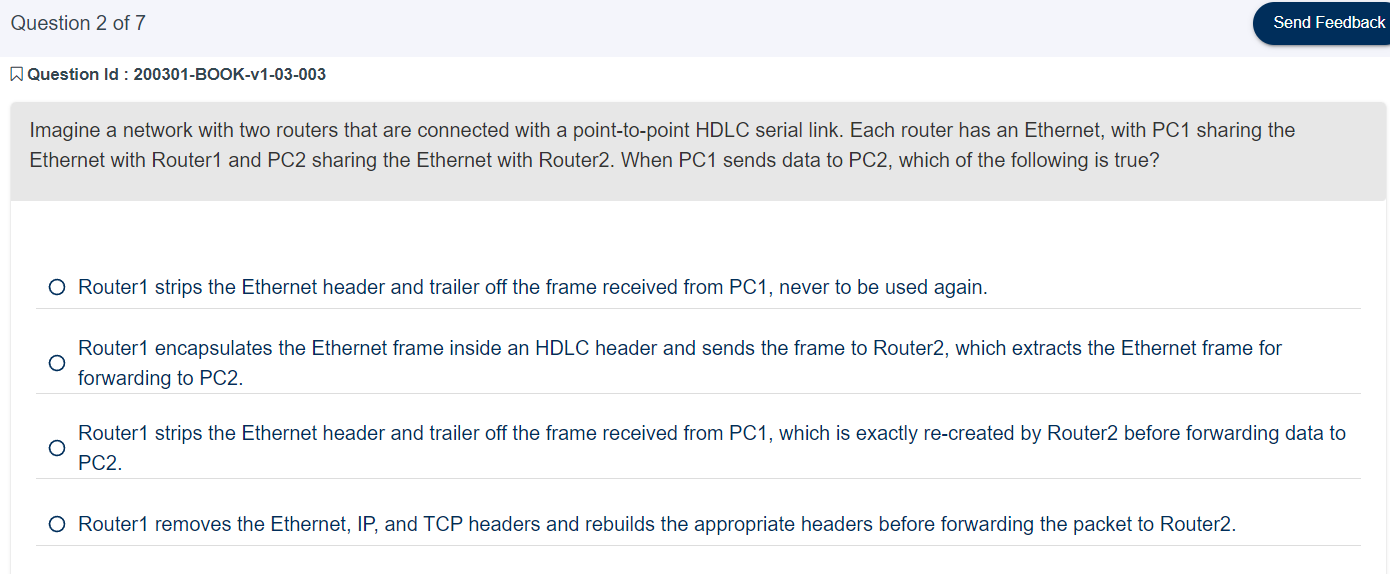 Question 2 of 7
Send Feedback
Question Id : 200301-BOOK-v1-03-003
Imagine a network with two routers that are connected with a point-to-point HDLC serial link. Each router has an Ethernet, with PC1 sharing the
Ethernet with Router1 and PC2 sharing the Ethernet with Router2. When PC1 sends data to PC2, which of the following is true?
Router1 strips the Ethernet header and trailer off the frame received from PC1, never to be used again.
Router1 encapsulates the Ethernet frame inside an HDLC header and sends the frame to Router2, which extracts the Ethernet frame for
forwarding to PC2.
Router1 strips the Ethernet header and trailer off the frame received from PC1, which is exactly re-created by Router2 before forwarding data to
PC2.
Router1 removes the Ethernet, IP, and TCP headers and rebuilds the appropriate headers before forwarding the packet to Router2.